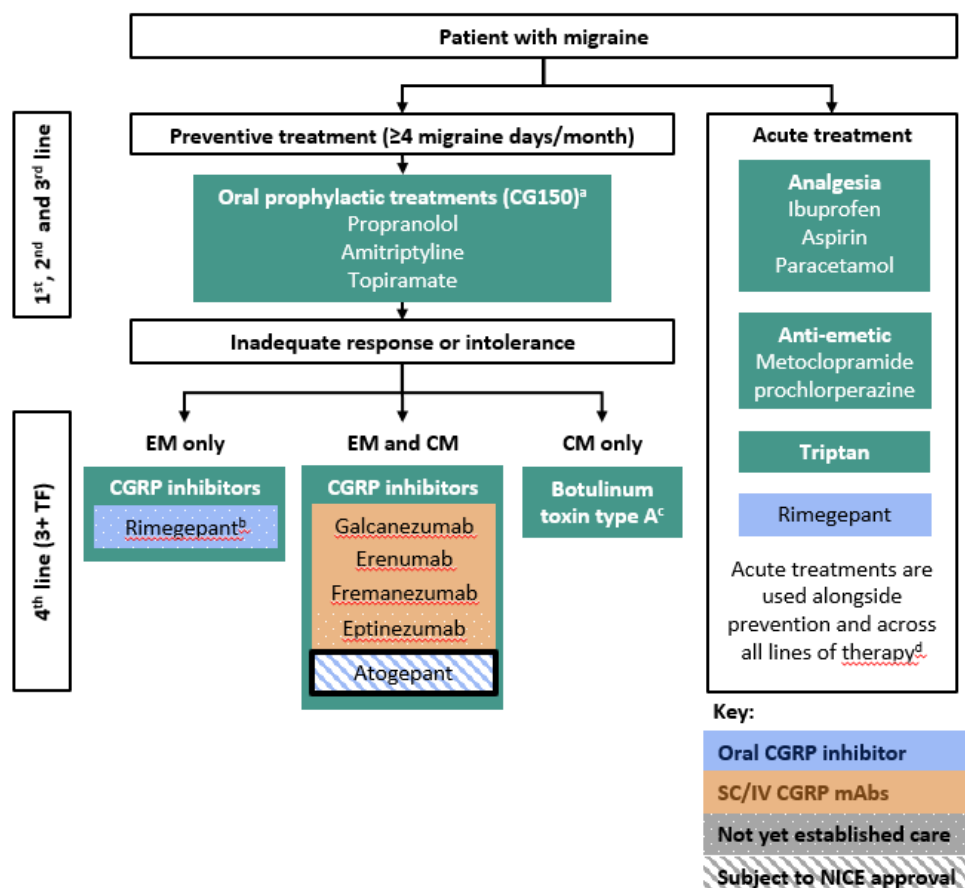 Patient with migraine
1st, 2nd and 3rd line
Preventive treatment (≥4 migraine days/month)
Oral prophylactic treatments (CG150)a
Propranolol
Amitriptyline
Topiramate
Inadequate response or intolerance
4th line (3+ TF)
EM only
CGRP inhibitors
Rimegepantb
EM and CM
CGRP inhibitors
Galcanezumab
Erenumab
Fremanezumab
Eptinezumab
Atogepant
CM only
Botulinum
toxin type Ac
Acute treatment
Analgesia
Ibuprofen
Aspirin
Paracetamol
Anti-emetic
Metoclopramide
prochlorperazine
Triptan
Rimegepant
Acute treatments are
used alongside
prevention and across
all lines of therapyd
Key:
Oral CGRP inhibitor
SC/IV CGRP mAbs
Not yet established care
Subject to NICE approval